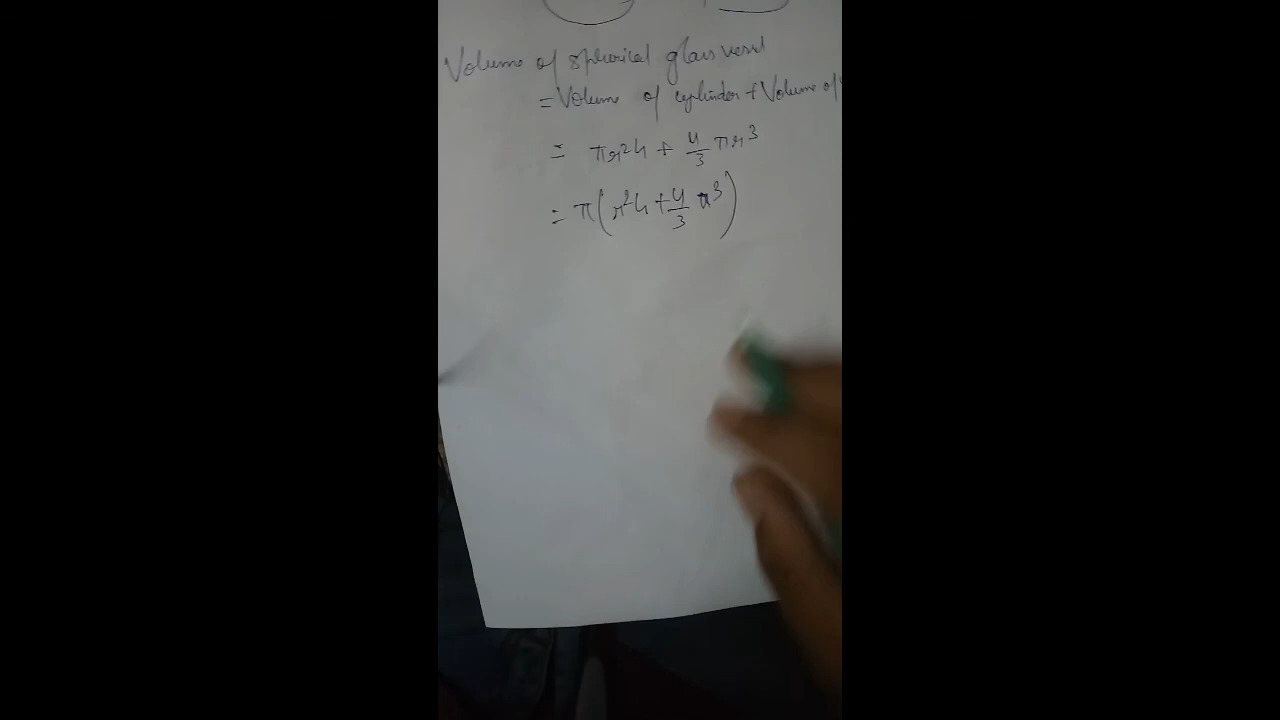 Volume of spherical glass vessel
= Volume of cylinder + Volume of
= πr²h + 4/3 πr³
= π(r²h + 4/3 r³)